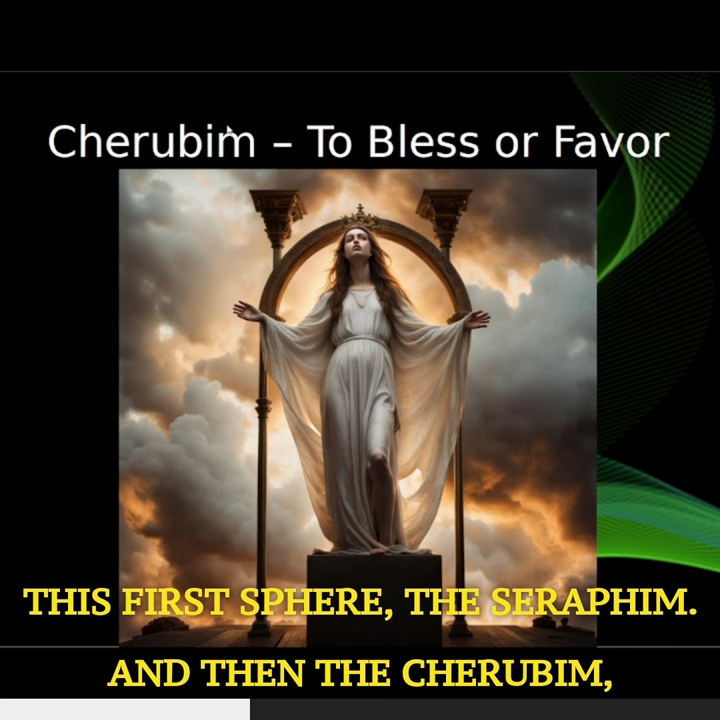 Cherubim – To Bless or Favor
THIS FIRST SPHERE, THE SERAPHIM.
AND THEN THE CHERUBIM,